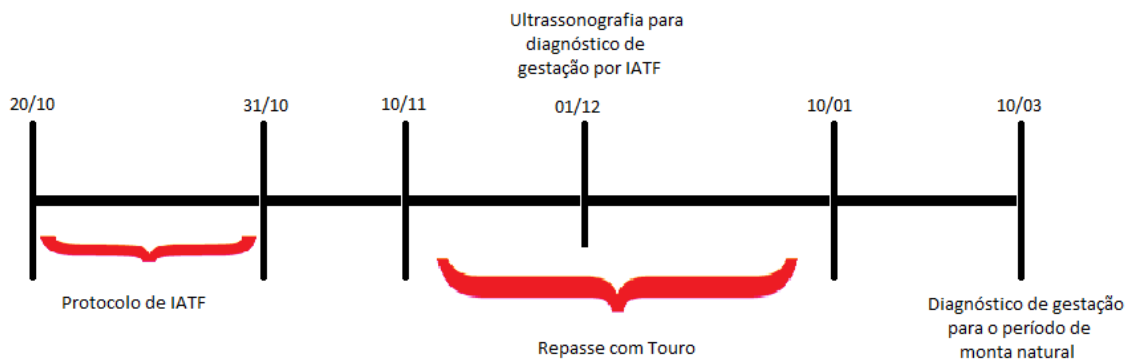 Ultrassonografia para
diagnóstico de
gestação por IATF
20/10
31/10
10/11
01/12
10/01
10/03
Protocolo de IATF
Repasse com Touro
Diagnóstico de gestação
para o período de
monta natural